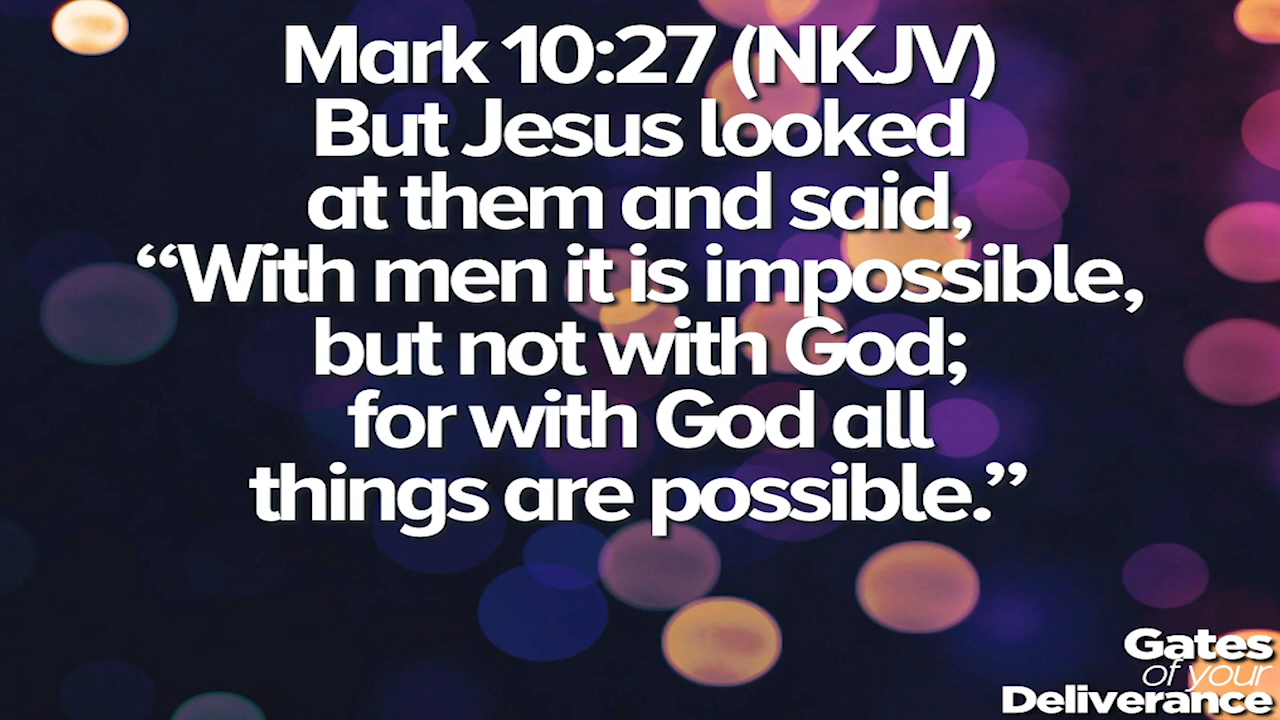 Mark 10:27 (NKJV)
But Jesus looked
at them and said,
“With men it is impossible,
but not with God;
for with God all
things are possible.”
Gates
of your
Deliverance